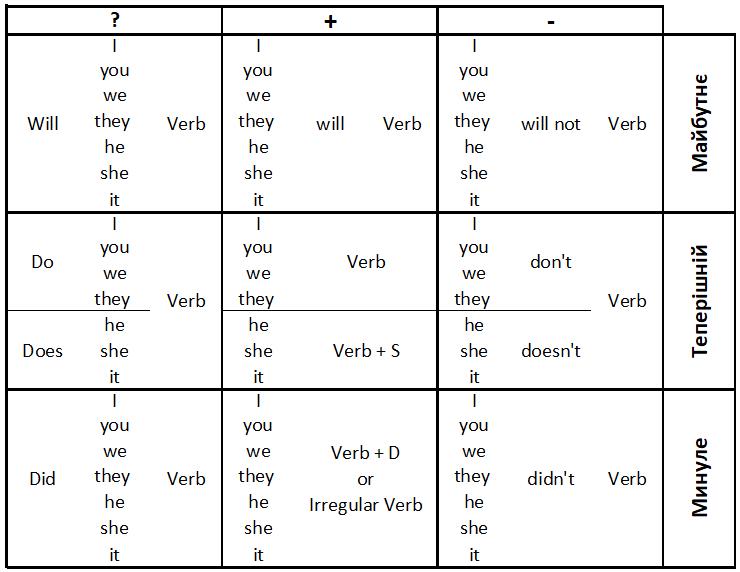 ? + -
I I I
you you you
we we we
Will they Verb they will Verb they will not Verb Майбутнє
he he he
she she she
it it it
I I I
you you you
Do we we Verb we don't
they they they
Verb Verb Теперішній
he he he
Does she she Verb + S she doesn't
it it it
I I I
you you you
we we Verb + D we
Did they Verb they or they didn't Verb Минуле
he he Irregular Verb he
she she she
it it it